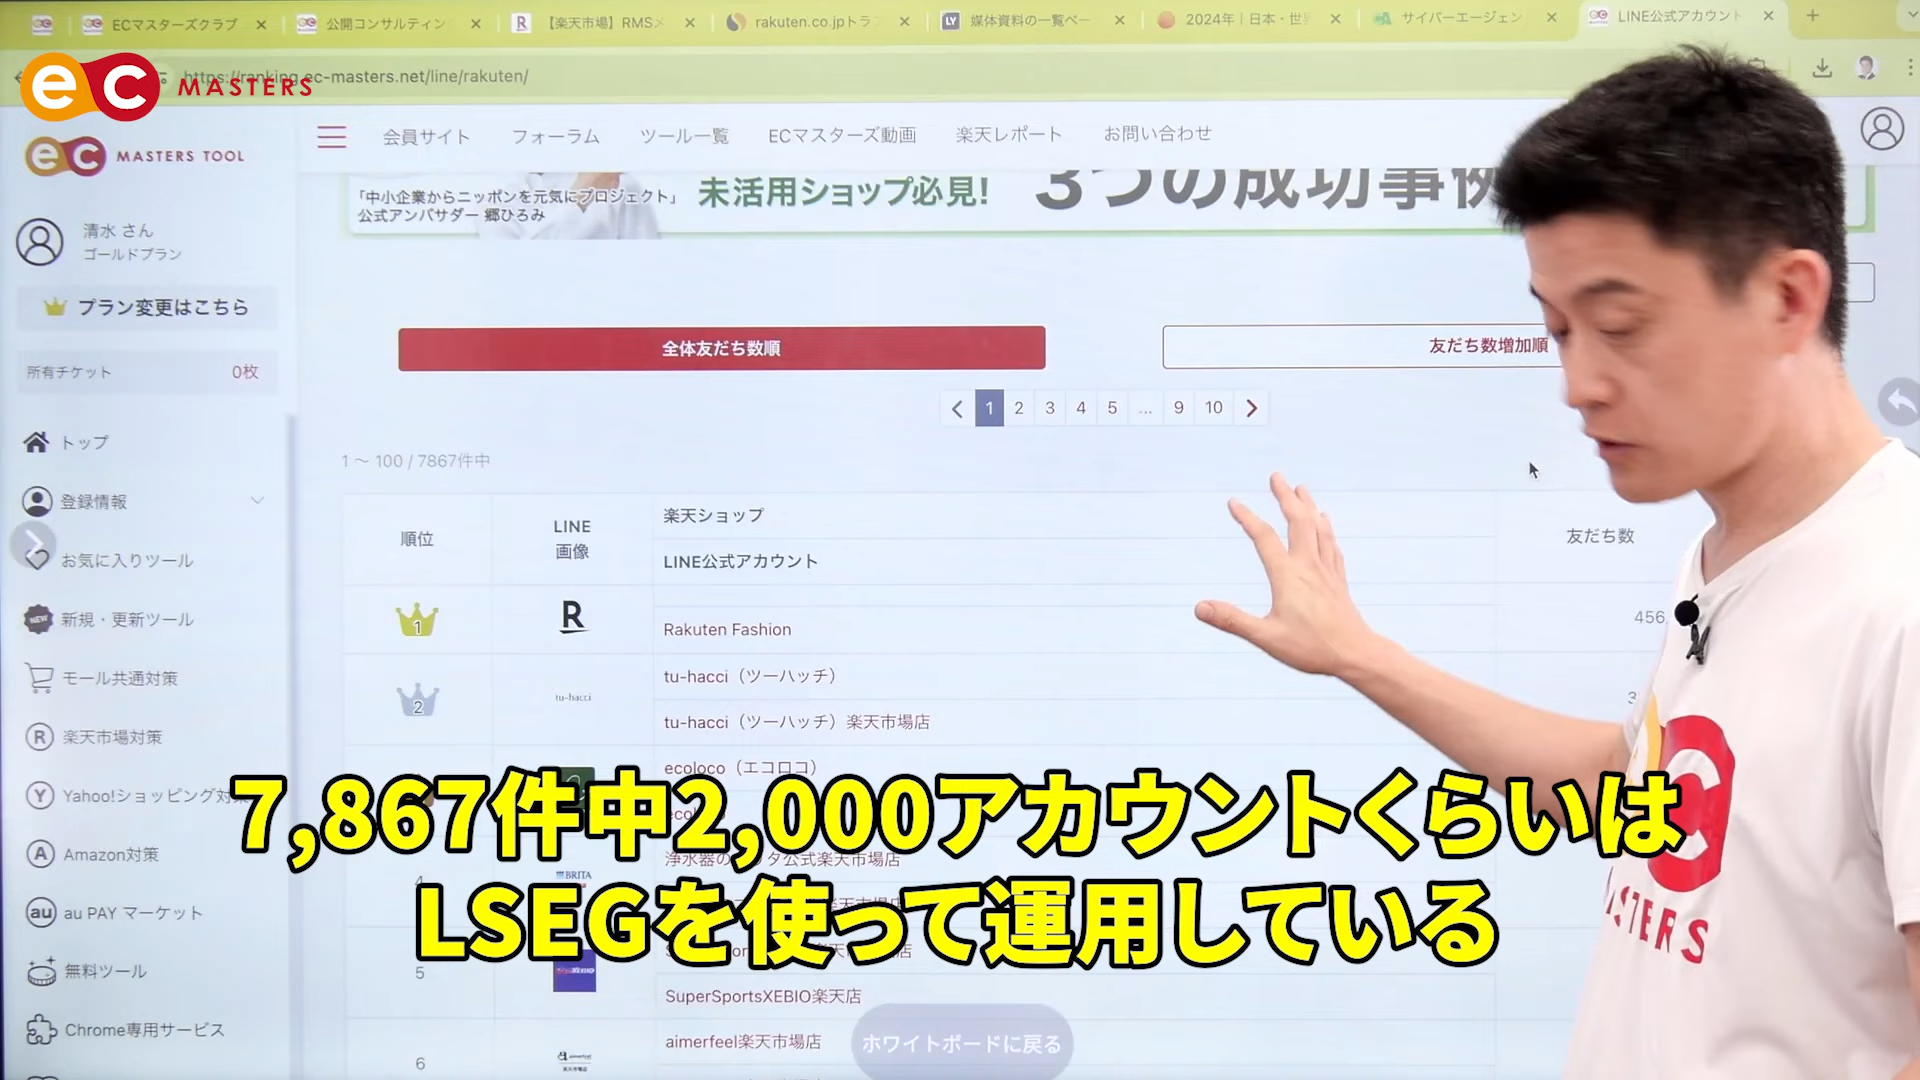 ECマスターズクラブ
公開コンサルティン
【楽天市場】RMSメ
rakuten.co.jpトラ
媒体資料の一覧ペー
2024年｜日本・世
サイバーエージェン
LINE公式アカウント
https://ranking.ec-masters.net/line/rakuten/
ec MASTERS
ec MASTERS TOOL
会員サイト
フォーラム
ツール一覧
ECマスターズ動画
楽天レポート
お問い合わせ
「中小企業からニッポンを元気にプロジェクト」
公式アンバサダー 郷ひろみ
未活用ショップ必見!
3つの成功事例
清水 さん
ゴールドプラン
プラン変更はこちら
所有チケット 0枚
トップ
登録情報
お気に入りツール
NEW 新規・更新ツール
モール共通対策
R 楽天市場対策
Y Yahoo!ショッピング対策
A Amazon対策
au au PAY マーケット
無料ツール
Chrome専用サービス
全体友だち数順
友だち数増加順
1 2 3 4 5 ... 9 10
1 ～ 100 / 7867件中
順位
LINE
画像
楽天ショップ
LINE公式アカウント
友だち数
1
R
Rakuten Fashion
456,
2
tu-hacci
tu-hacci（ツーハッチ）
tu-hacci（ツーハッチ）楽天市場店
ecoloco（エコロコ）
4
BRITA
5
SuperSportsXEBIO楽天店
6
aimerfeel楽天市場店
ホワイトボードに戻る
7,867件中2,000アカウントくらいは
LSEGを使って運用している